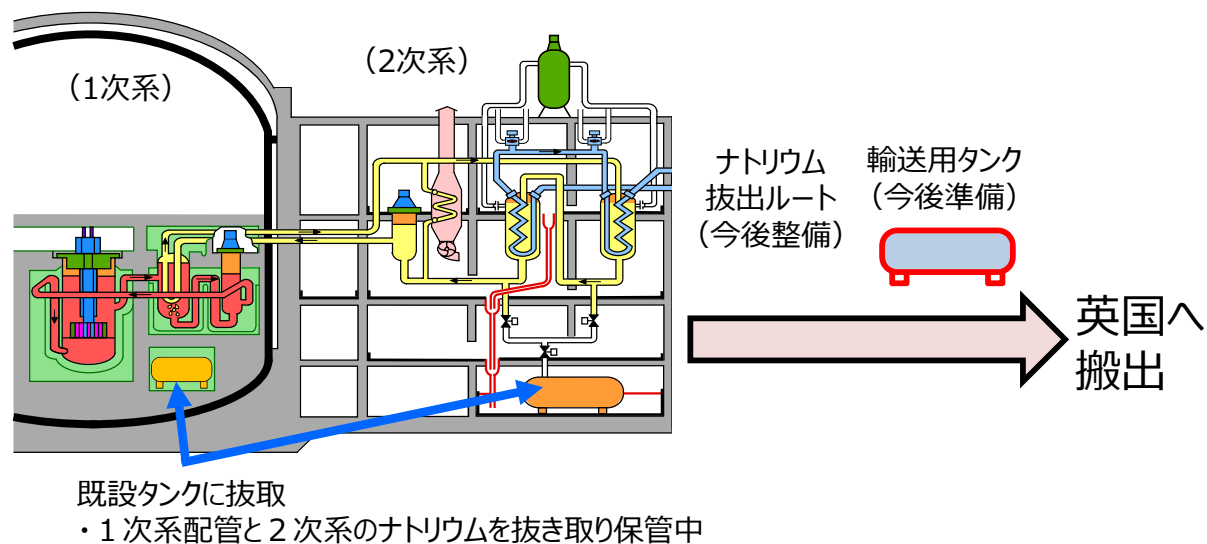 （1次系）
（2次系）
ナトリウム
抜出ルート
（今後整備）
輸送用タンク
（今後準備）
英国へ
搬出
既設タンクに抜取
・１次系配管と２次系のナトリウムを抜き取り保管中